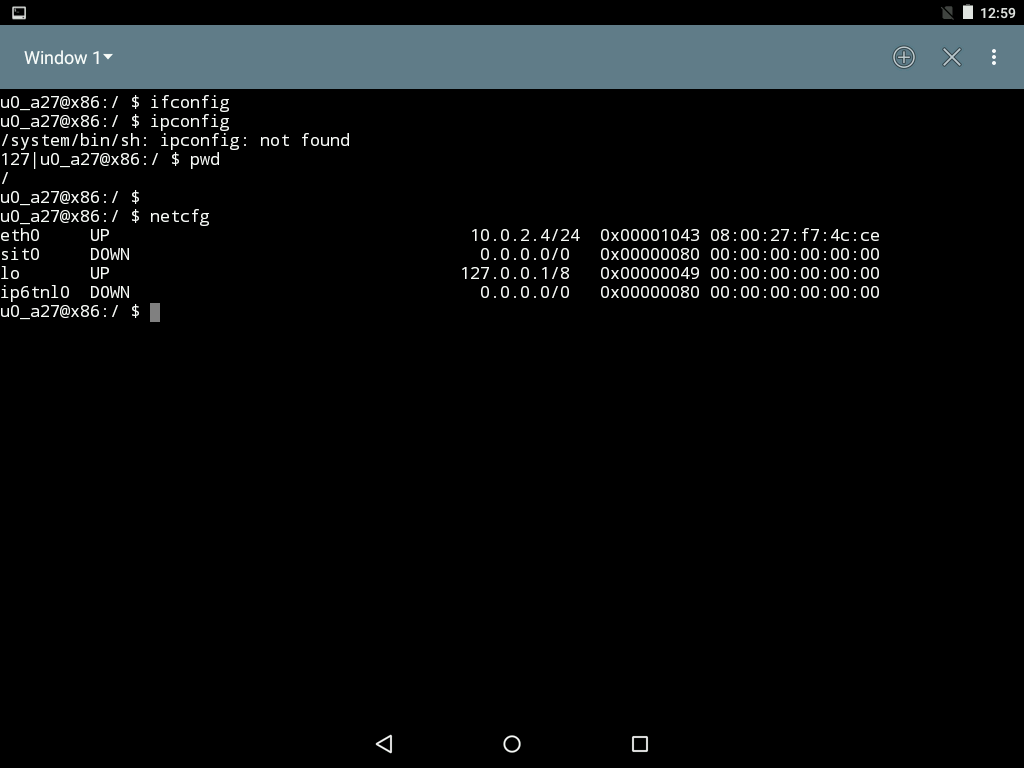 12:59
Window 1
u0_a27@x86:/ $ ifconfig
u0_a27@x86:/ $ ipconfig
/system/bin/sh: ipconfig: not found
127|u0_a27@x86:/ $ pwd
/
u0_a27@x86:/ $
u0_a27@x86:/ $ netcfg
eth0     UP                                    10.0.2.4/24  0x00001043 08:00:27:f7:4c:ce
sit0     DOWN                                   0.0.0.0/0   0x00000080 00:00:00:00:00:00
lo       UP                                   127.0.0.1/8   0x00000049 00:00:00:00:00:00
ip6tnl0  DOWN                                   0.0.0.0/0   0x00000080 00:00:00:00:00:00
u0_a27@x86:/ $